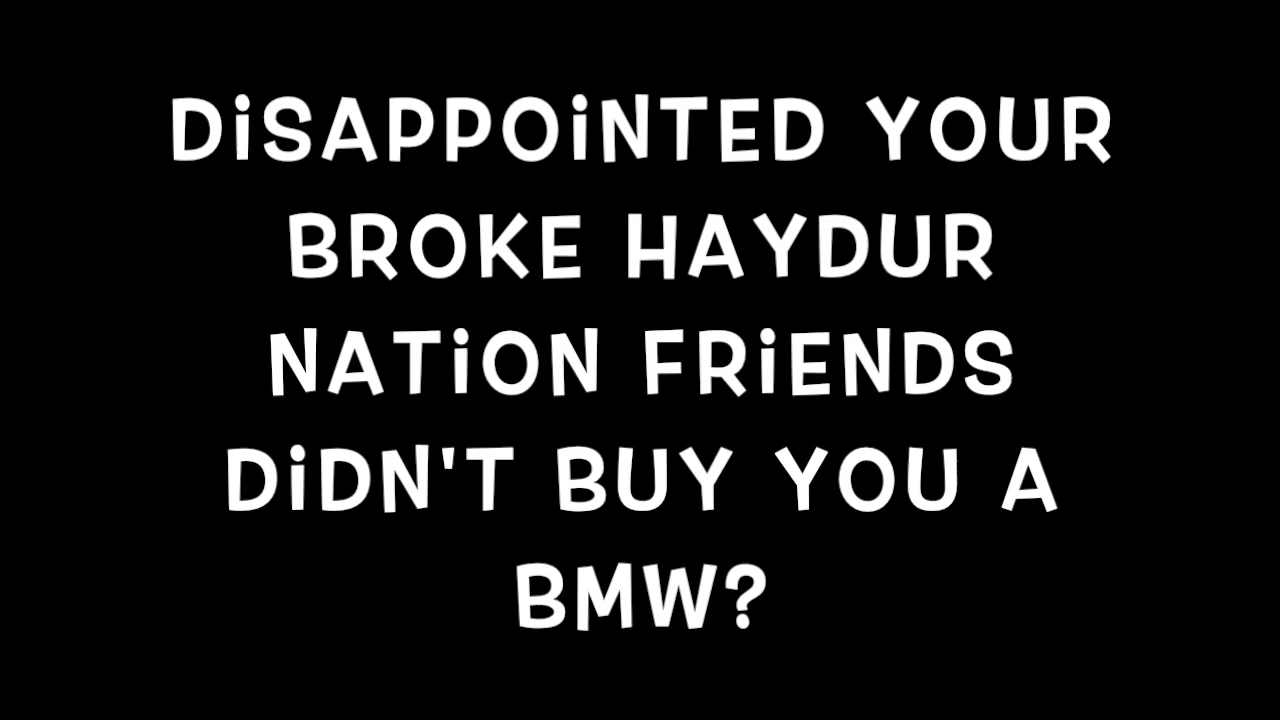 DiSAPPOiNTED YOUR
BROKE HAYDUR
NATiON FRiENDS
DiDN'T BUY YOU A
BMW?